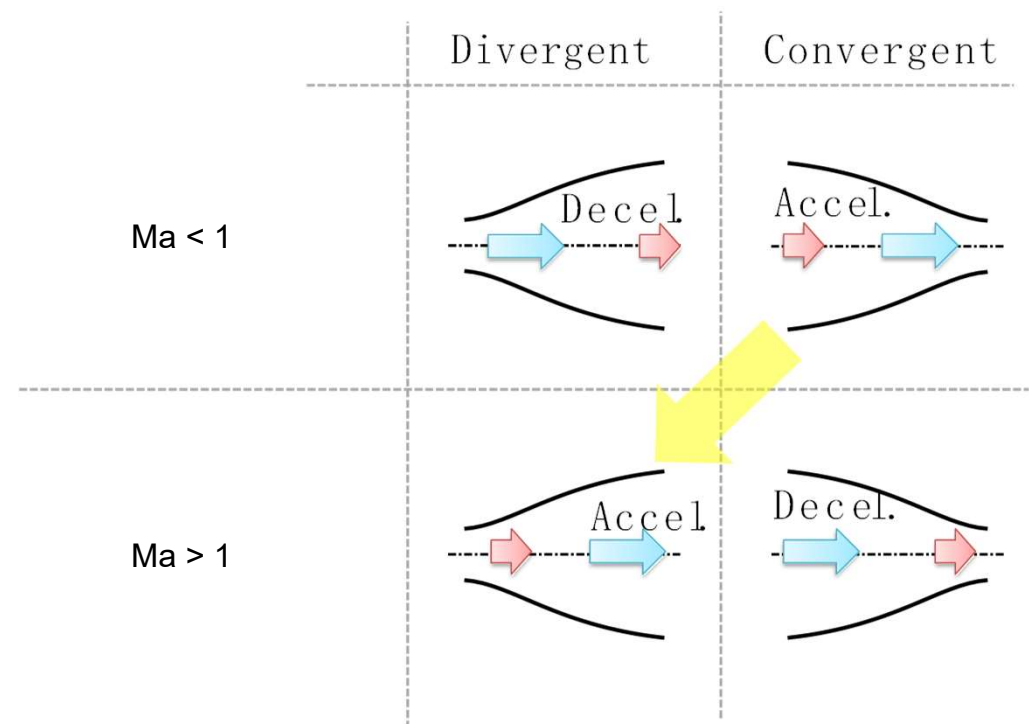 Divergent Convergent
Ma < 1
Decel.
Accel.
Ma > 1
Accel.
Decel.